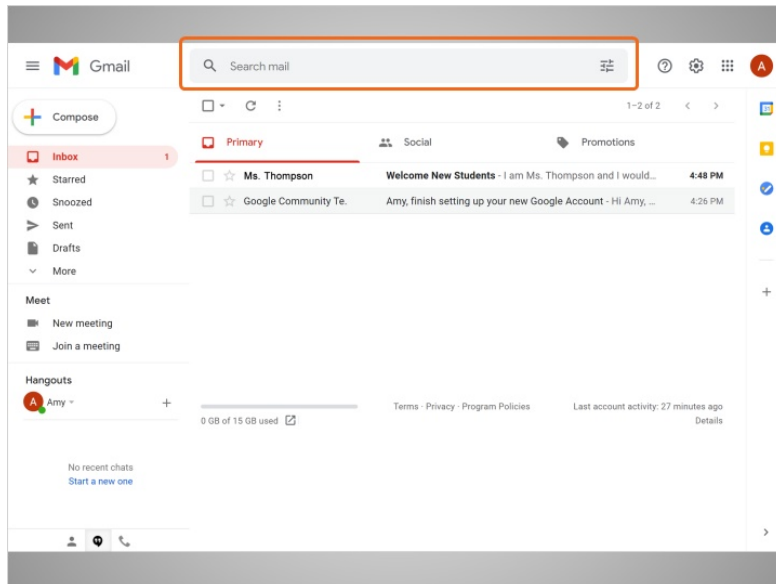 Gmail
Search mail
A
Compose
1–2 of 2
31
Inbox 1
Starred
Snoozed
Sent
Drafts
More
Primary
Social
Promotions
Ms. Thompson Welcome New Students - I am Ms. Thompson and I would... 4:48 PM
Google Community Te. Amy, finish setting up your new Google Account - Hi Amy, ... 4:26 PM
Meet
New meeting
Join a meeting
Hangouts
A Amy
No recent chats
Start a new one
0 GB of 15 GB used
Terms · Privacy · Program Policies
Last account activity: 27 minutes ago
Details